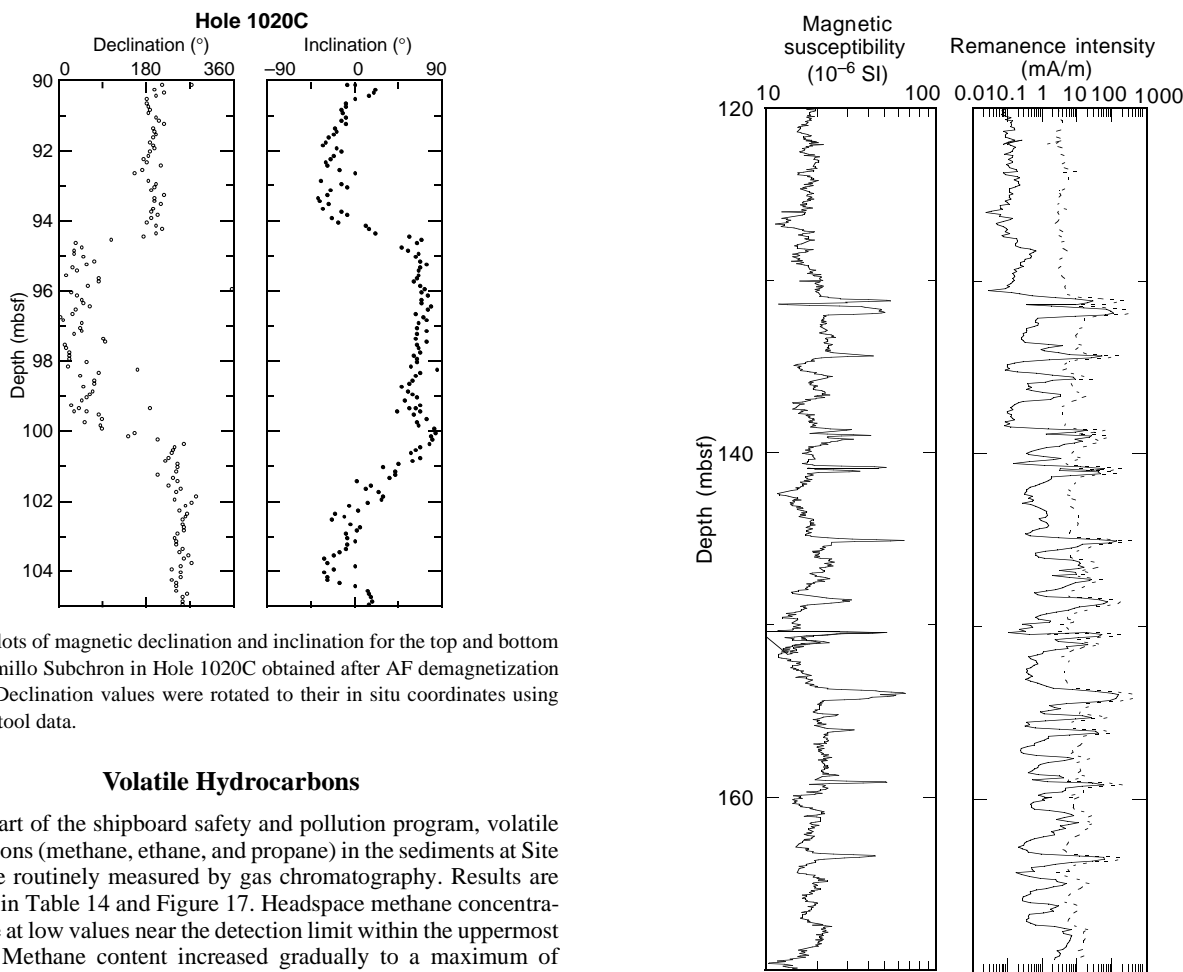 Hole 1020C
Declination (°) Inclination (°)
0 180 360 −90 0 90
90
92
94
96
98
100
102
104
Depth (mbsf)
lots of magnetic declination and inclination for the top and bottom
millo Subchron in Hole 1020C obtained after AF demagnetization
Declination values were rotated to their in situ coordinates using
tool data.
Volatile Hydrocarbons
art of the shipboard safety and pollution program, volatile
ons (methane, ethane, and propane) in the sediments at Site
e routinely measured by gas chromatography. Results are
in Table 14 and Figure 17. Headspace methane concentra-
e at low values near the detection limit within the uppermost
Methane content increased gradually to a maximum of
Magnetic
susceptibility
(10⁻⁶ SI)
10 100
Remanence intensity
(mA/m)
0.01 0.1 1 10 100 1000
120
140
160
Depth (mbsf)